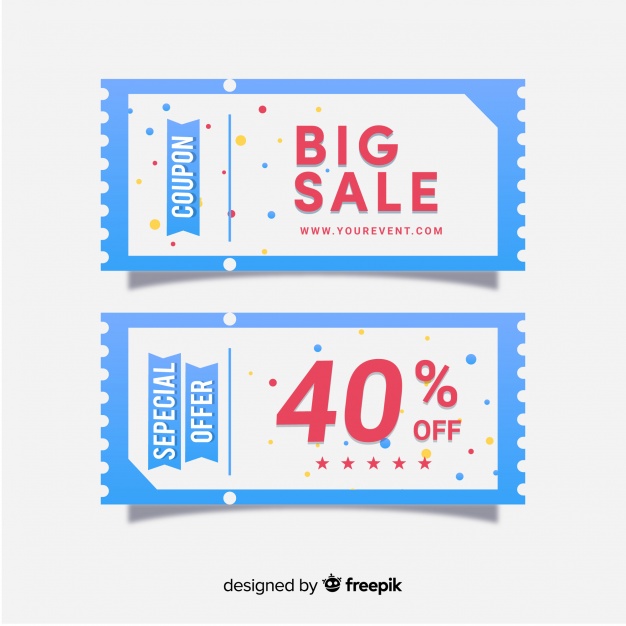 COUPON
BIG
SALE
WWW.YOUREVENT.COM
SEPECIAL
OFFER
40%
OFF
designed by freepik